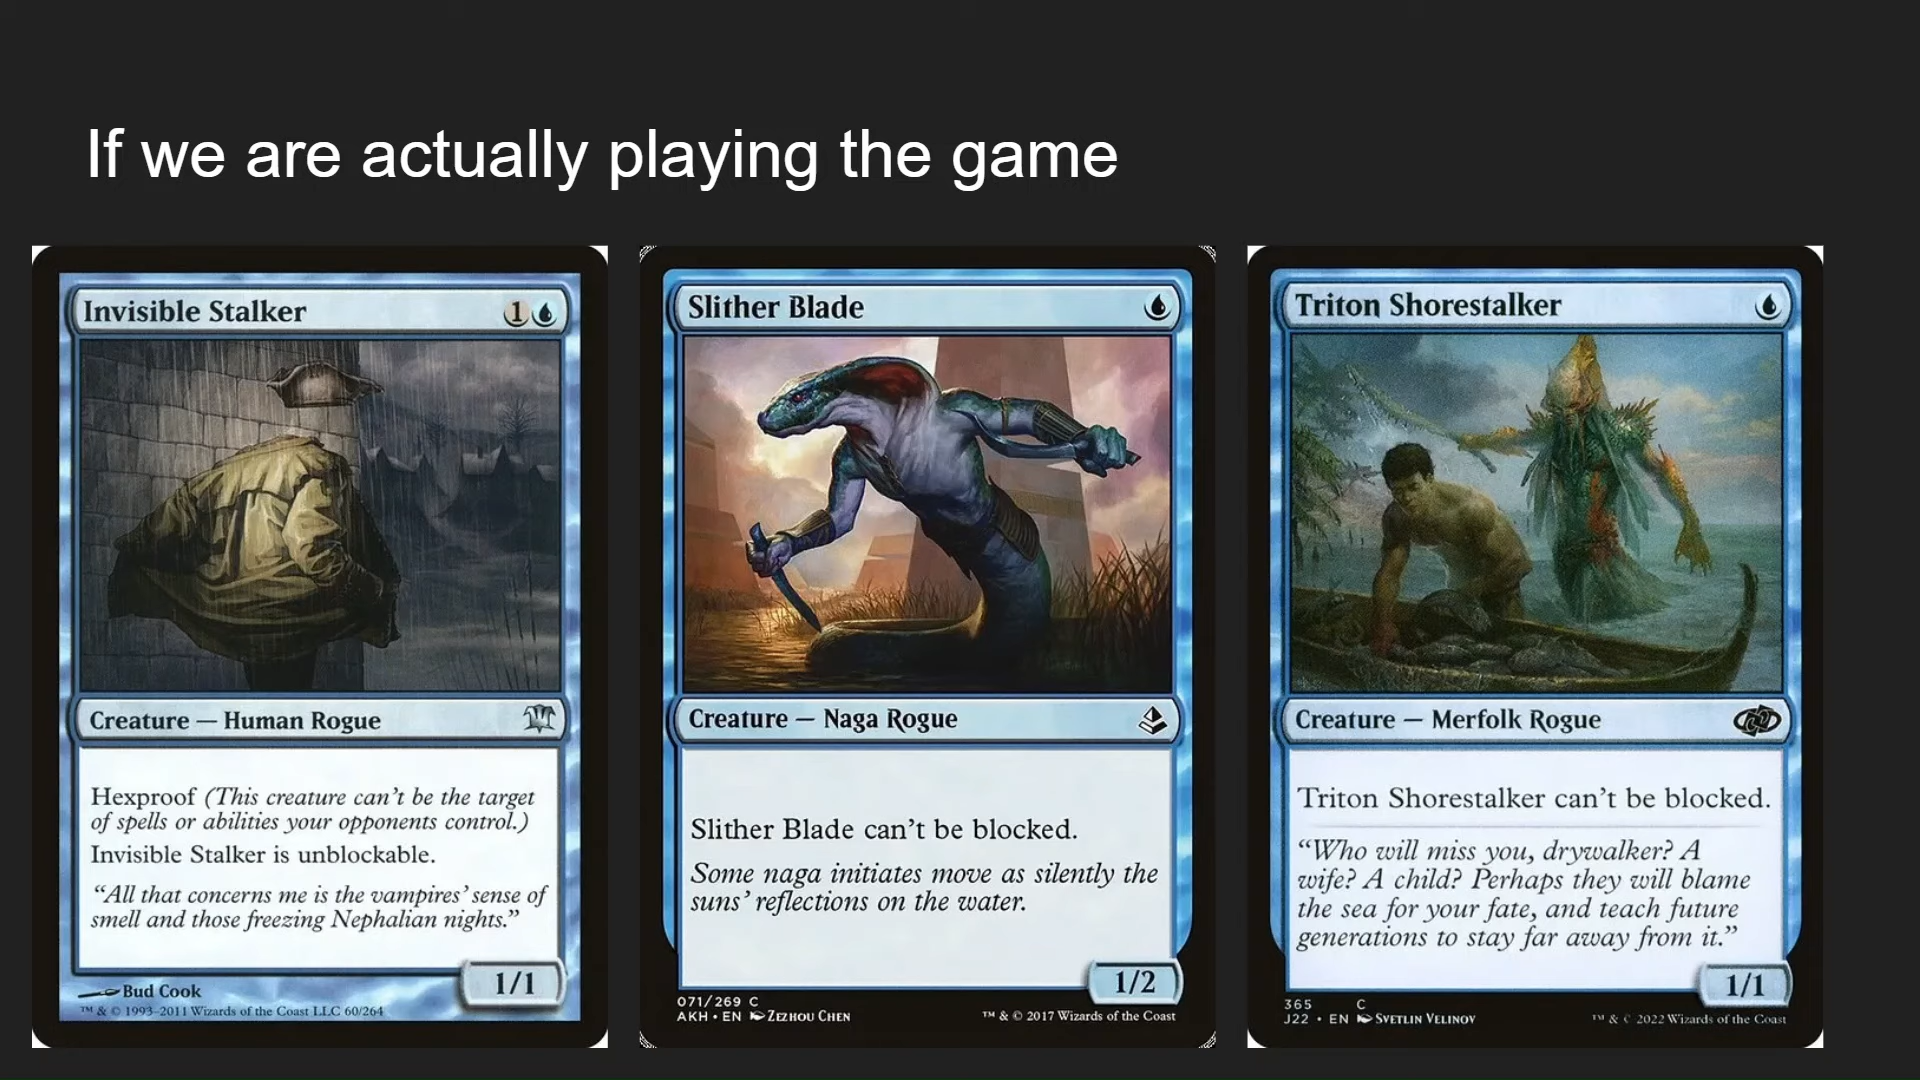 If we are actually playing the game
Invisible Stalker 1
Creature — Human Rogue
Hexproof (This creature can't be the target
of spells or abilities your opponents control.)
Invisible Stalker is unblockable.
“All that concerns me is the vampires’ sense of
smell and those freezing Nephalian nights.”
1/1
Bud Cook
™ & © 1993–2011 Wizards of the Coast LLC 60/264
Slither Blade
Creature — Naga Rogue
Slither Blade can't be blocked.
Some naga initiates move as silently the
suns’ reflections on the water.
1/2
071/269 C
AKH • EN Zezhou Chen
™ & © 2017 Wizards of the Coast
Triton Shorestalker
Creature — Merfolk Rogue
Triton Shorestalker can't be blocked.
“Who will miss you, drywalker? A
wife? A child? Perhaps they will blame
the sea for your fate, and teach future
generations to stay far away from it.”
1/1
365 C
J22 • EN Svetlin Velinov
™ & © 2022 Wizards of the Coast